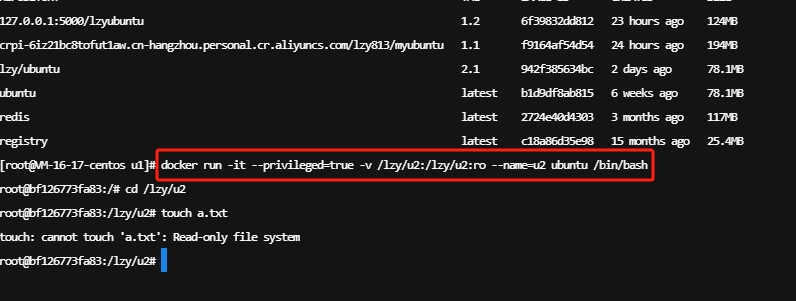 127.0.0.1:5000/lzyubuntu 1.2 6f39832dd812 23 hours ago 124MB
crpi-6iz21bc8tofut1aw.cn-hangzhou.personal.cr.aliyuncs.com/lzy813/myubuntu 1.1 f9164af54d54 24 hours ago 194MB
lzy/ubuntu 2.1 942f385634bc 2 days ago 78.1MB
ubuntu latest b1d9df8ab815 6 weeks ago 78.1MB
redis latest 2724e40d4303 3 months ago 117MB
registry latest c18a86d35e98 15 months ago 25.4MB
[root@VM-16-17-centos u1]# docker run -it --privileged=true -v /lzy/u2:/lzy/u2:ro --name=u2 ubuntu /bin/bash
root@bf126773fa83:/# cd /lzy/u2
root@bf126773fa83:/lzy/u2# touch a.txt
touch: cannot touch 'a.txt': Read-only file system
root@bf126773fa83:/lzy/u2#